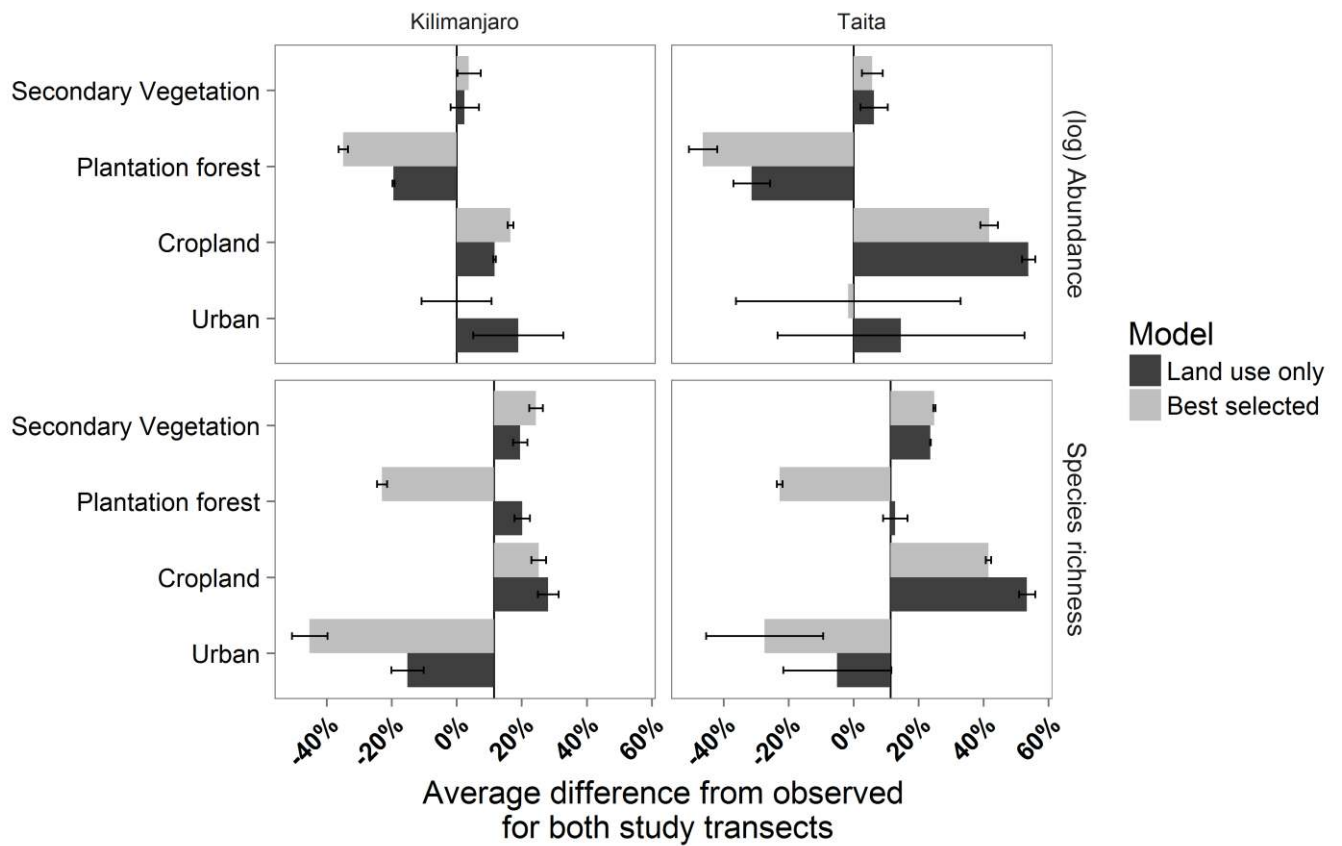 Kilimanjaro
Taita
Secondary Vegetation
Plantation forest
Cropland
Urban
(log) Abundance
Secondary Vegetation
Plantation forest
Cropland
Urban
Species richness
-40%
-20%
0%
20%
40%
60%
-40%
-20%
0%
20%
40%
60%
Average difference from observed
for both study transects
Model
Land use only
Best selected